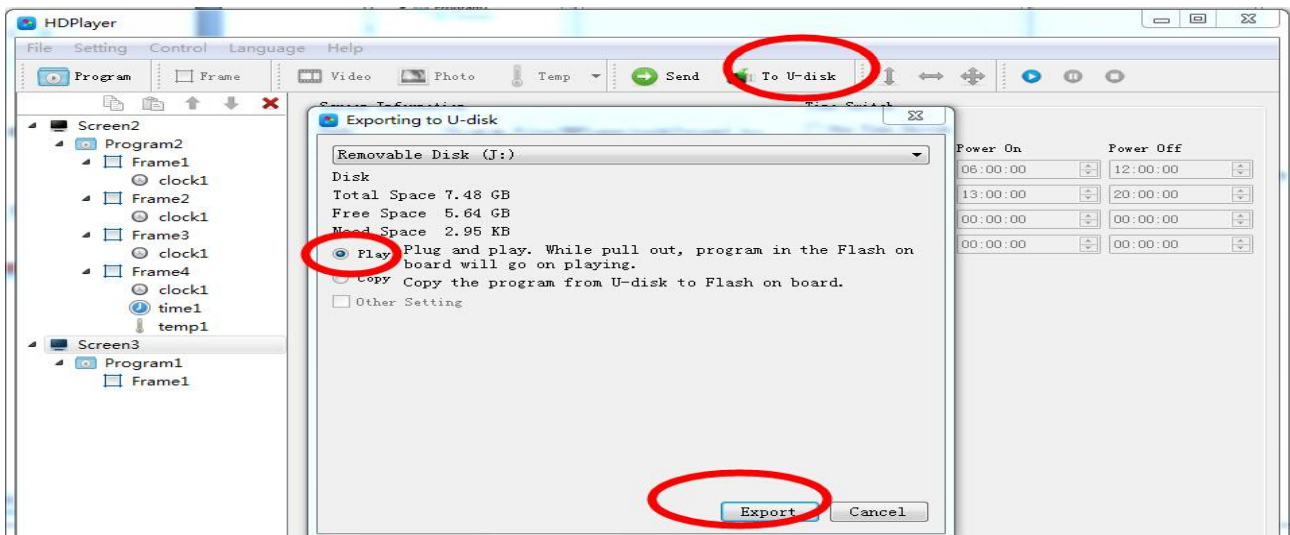 HDPlayer
File Setting Control Language Help
Program Frame Video Photo Temp Send To U-disk
Exporting to U-disk
Screen2
Program2
Frame1
clock1
Frame2
clock1
Frame3
clock1
Frame4
clock1
time1
temp1
Screen3
Program1
Frame1
Removable Disk (J:)
Disk
Total Space 7.48 GB
Free Space 5.64 GB
Need Space 2.95 KB
Play Plug and play. While pull out, program in the Flash on
board will go on playing.
Copy Copy the program from U-disk to Flash on board.
Other Setting
Export Cancel
Power On Power Off
06:00:00 12:00:00
13:00:00 20:00:00
00:00:00 00:00:00
00:00:00 00:00:00